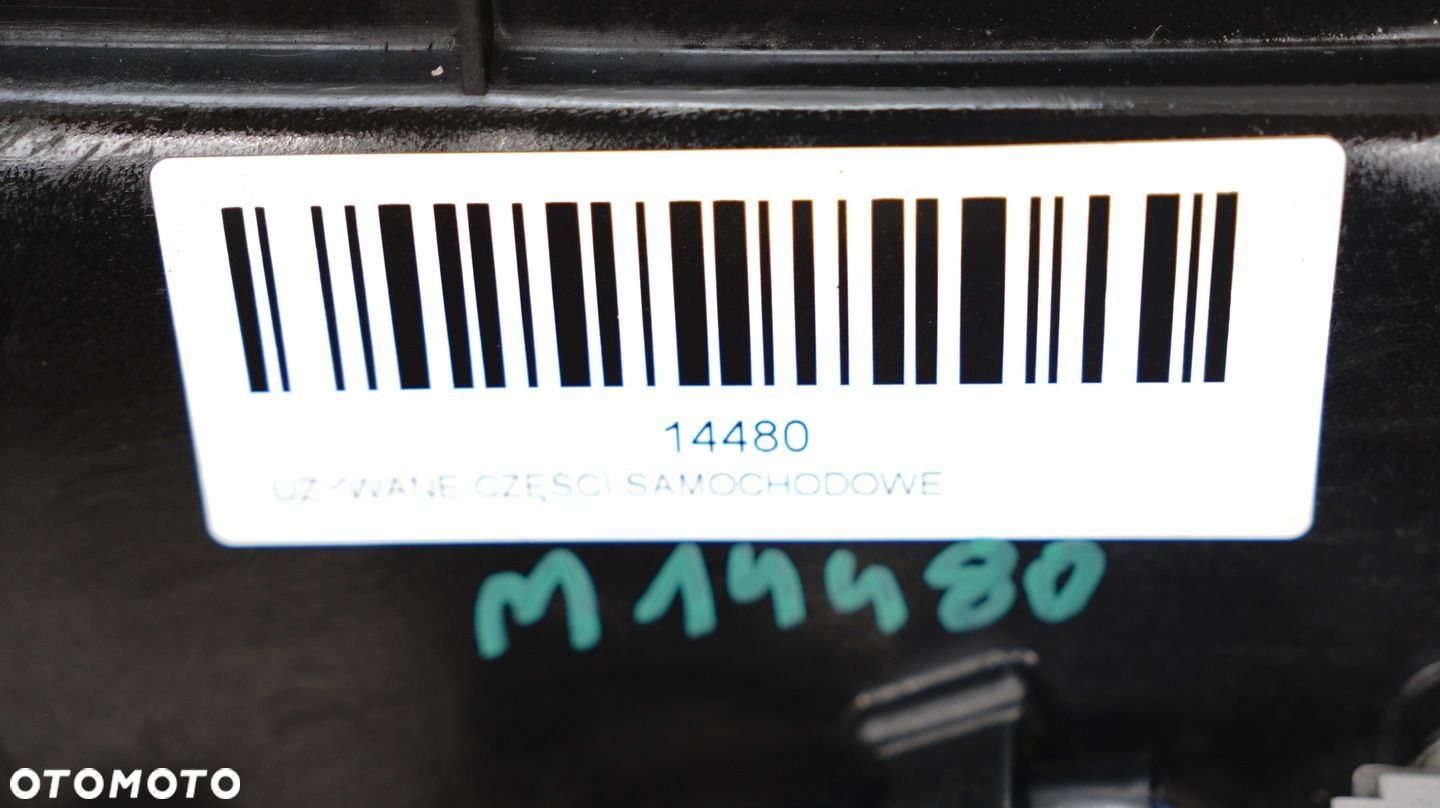 14480
UŻYWANE CZĘŚCI SAMOCHODOWE
M14480
OTOMOTO